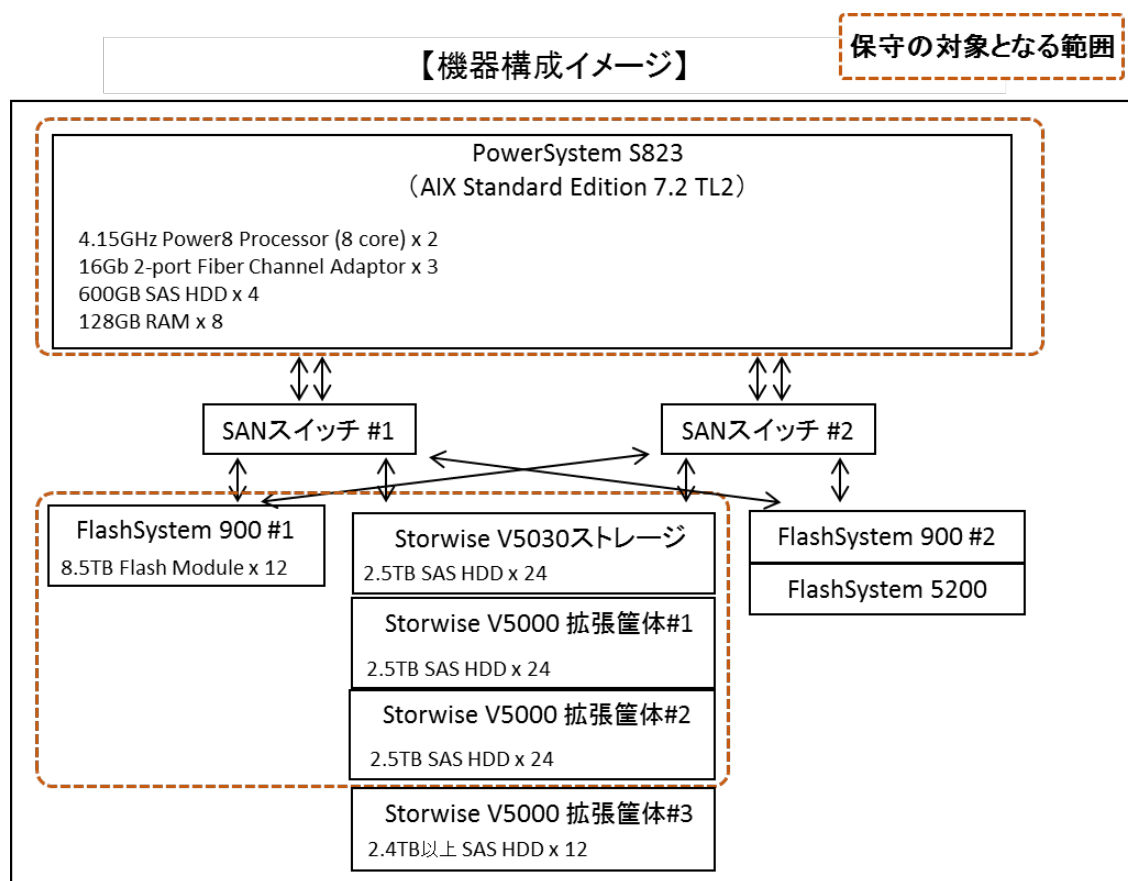 保守の対象となる範囲
【機器構成イメージ】
PowerSystem S823
（AIX Standard Edition 7.2 TL2）
4.15GHz Power8 Processor (8 core) x 2
16Gb 2-port Fiber Channel Adaptor x 3
600GB SAS HDD x 4
128GB RAM x 8
SANスイッチ #1
SANスイッチ #2
FlashSystem 900 #1
8.5TB Flash Module x 12
Storwise V5030ストレージ
2.5TB SAS HDD x 24
Storwise V5000 拡張筐体#1
2.5TB SAS HDD x 24
Storwise V5000 拡張筐体#2
2.5TB SAS HDD x 24
Storwise V5000 拡張筐体#3
2.4TB以上 SAS HDD x 12
FlashSystem 900 #2
FlashSystem 5200